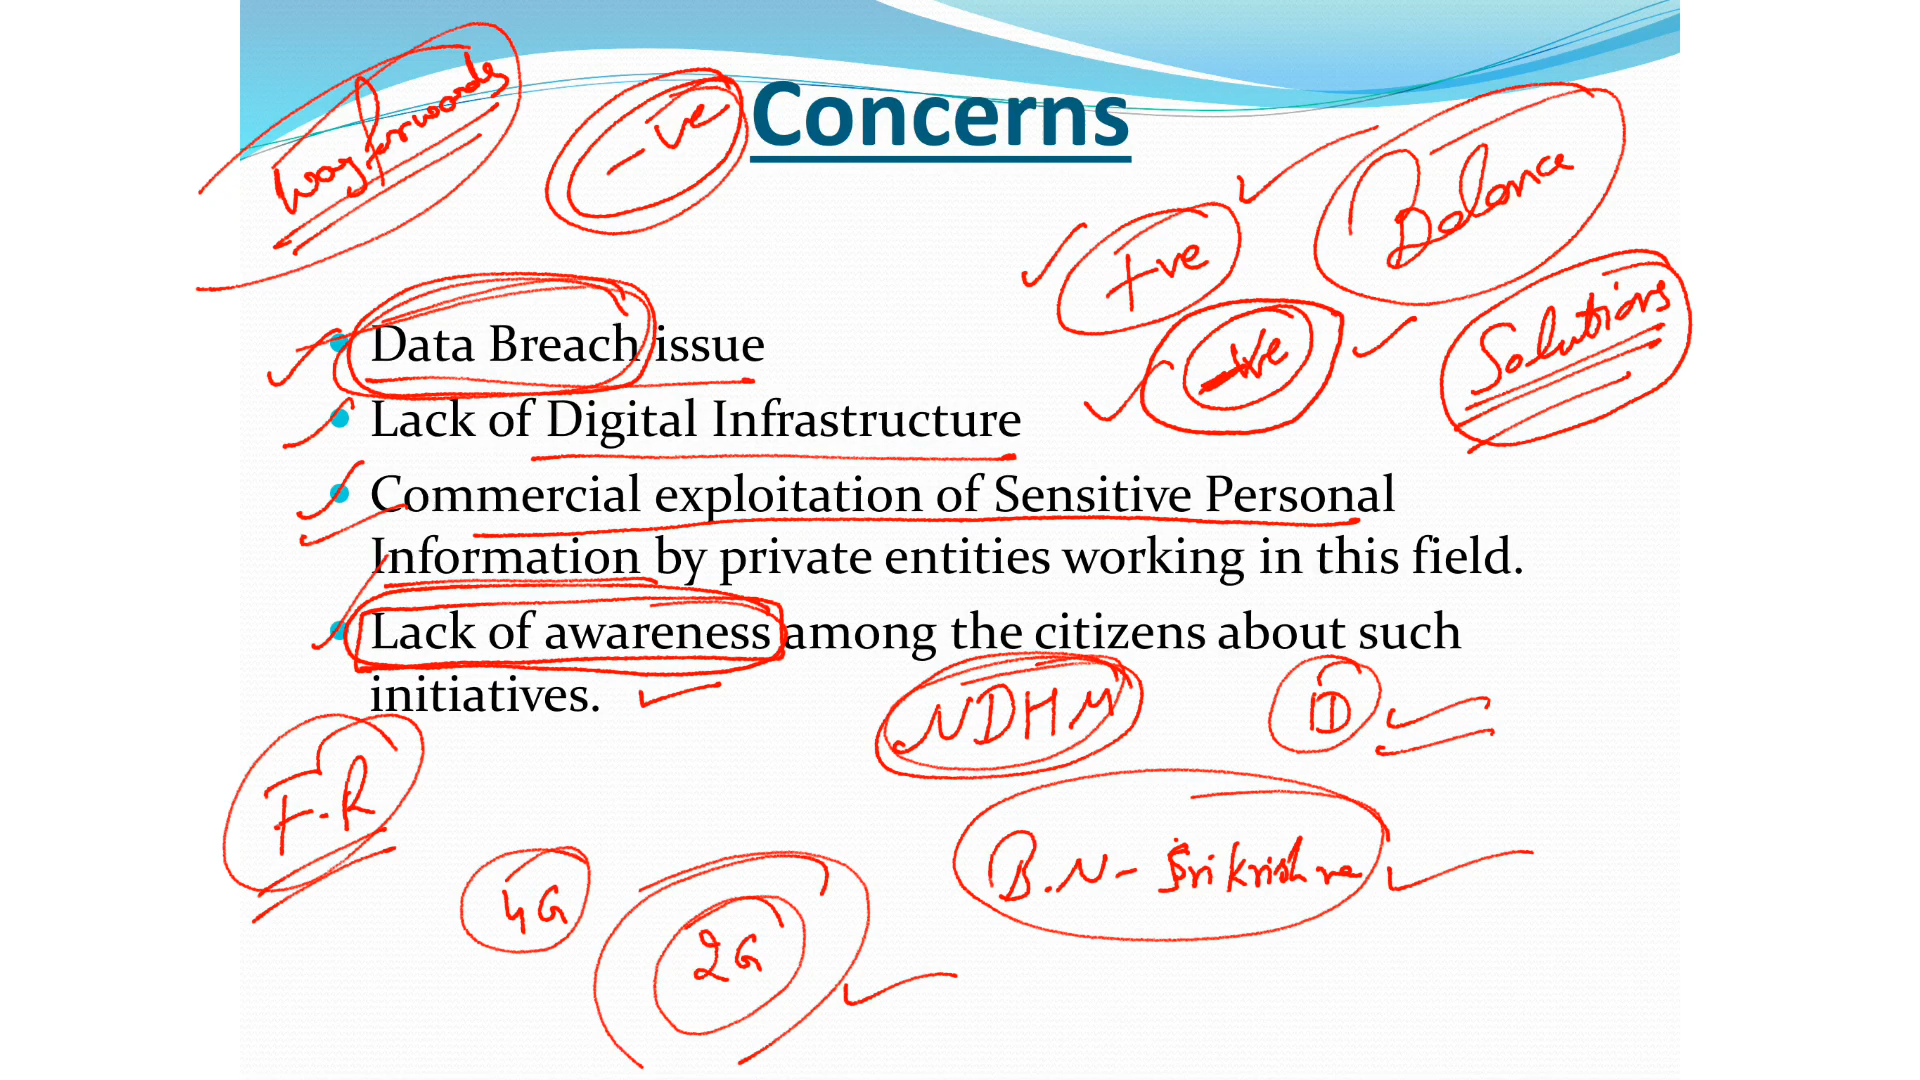 way forwards
-ve
Concerns
Balance
+ve
-ve
Solutions
Data Breach issue
Lack of Digital Infrastructure
Commercial exploitation of Sensitive Personal
Information by private entities working in this field.
Lack of awareness among the citizens about such
initiatives.
NDHM
ID
F.R
B.N- Srikrishna
4G
2G